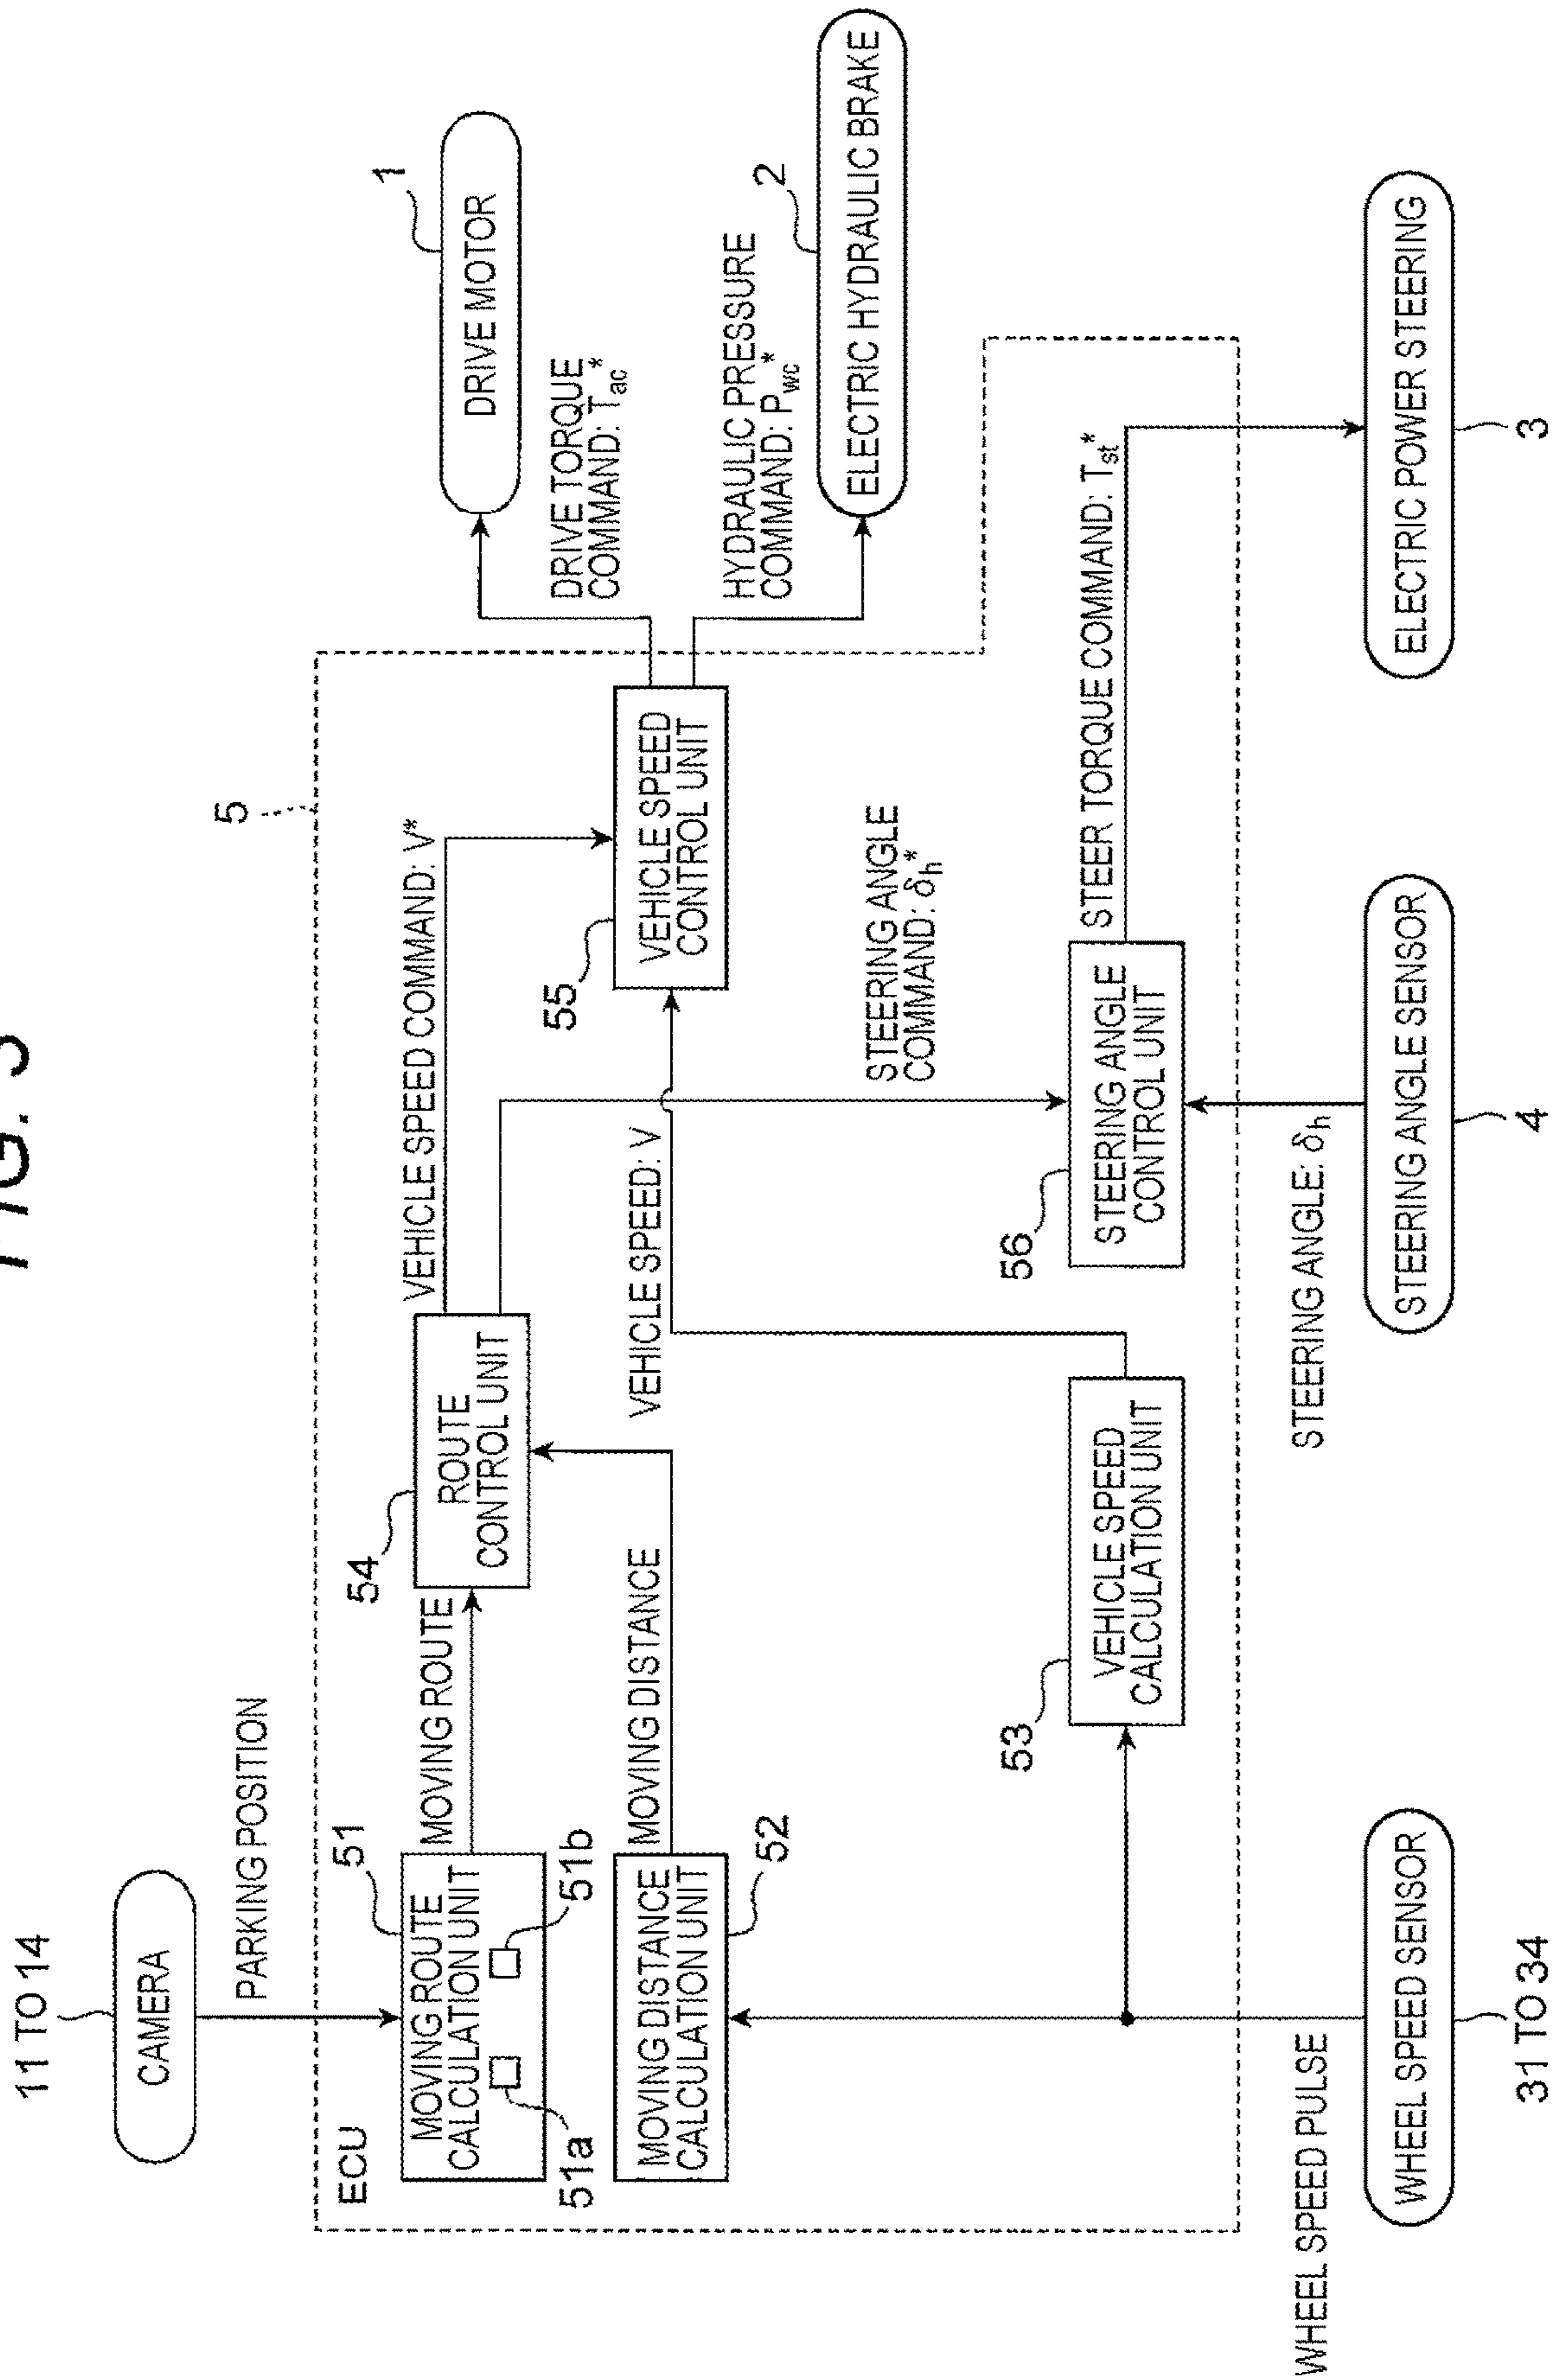 FIG. 3
11 TO 14
CAMERA
PARKING POSITION
5
ECU
MOVING ROUTE
CALCULATION UNIT
51
51a
51b
MOVING ROUTE
54
ROUTE
CONTROL UNIT
VEHICLE SPEED COMMAND: V*
MOVING DISTANCE
CALCULATION UNIT
52
MOVING DISTANCE
VEHICLE SPEED: V
55
VEHICLE SPEED
CONTROL UNIT
1
DRIVE MOTOR
DRIVE TORQUE
COMMAND: Tac*
HYDRAULIC PRESSURE
COMMAND: Pwc*
2
ELECTRIC HYDRAULIC BRAKE
STEERING ANGLE
COMMAND: δh*
53
VEHICLE SPEED
CALCULATION UNIT
56
STEERING ANGLE
CONTROL UNIT
STEER TORQUE COMMAND: Tst*
WHEEL SPEED PULSE
STEERING ANGLE: δh
WHEEL SPEED SENSOR
31 TO 34
STEERING ANGLE SENSOR
4
ELECTRIC POWER STEERING
3